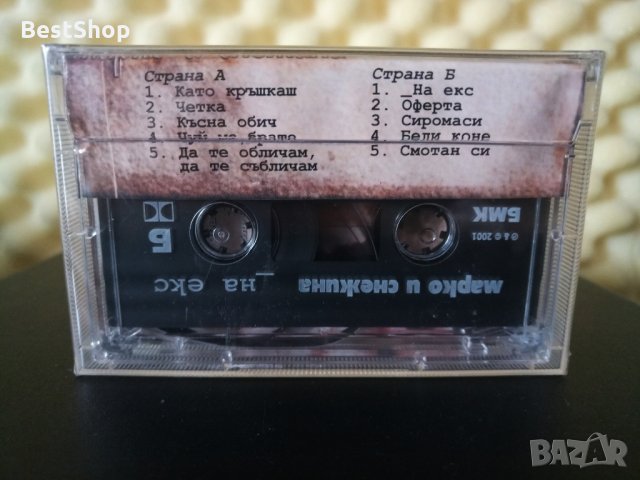 BestShop
Страна А
1. Като кръшкаш
2. Четка
3. Късна обич
4. Чуй ме, брате
5. Да те обличам,
да те събличам
Страна Б
1. _На екс
2. Оферта
3. Сиромаси
4. Бели коне
5. Смотан си
Б
БМК
℗ & © 2001
марко и снежина
_на екс
BAZAR